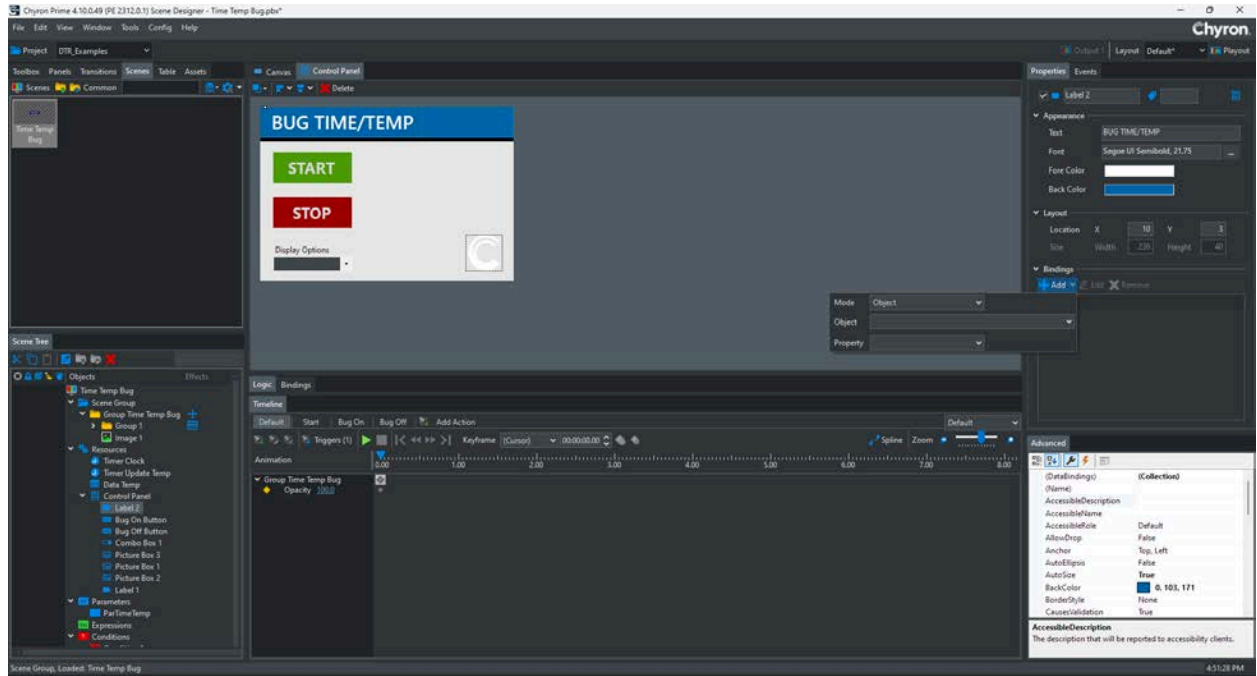 Chyron Prime 4.10.0.49 (PE 2312.0.1) Scene Designer - Time Temp Bug.pbx*
File Edit View Window Tools Config Help
Chyron
Project DTR_Examples
Output 1 Layout Default* Playout
Toolbox Panels Transitions Scenes Table Assets
Canvas Control Panel
Properties Events
Scenes Common
Delete
Label 2
Time Temp
Bug
BUG TIME/TEMP
START
STOP
Display Options
Appearance
Text BUG TIME/TEMP
Font Segoe UI Semibold, 21.75 ...
Fore Color
Back Color
Layout
Location X 10 Y 3
Size Width 236 Height 40
Bindings
Add Edit Remove
Mode Object
Object
Property
Scene Tree
Objects Effects
Time Temp Bug
Scene Group
Group Time Temp Bug
Group 1
Image 1
Resources
Timer Clock
Timer Update Temp
Data Temp
Control Panel
Label 2
Bug On Button
Bug Off Button
Combo Box 1
Picture Box 3
Picture Box 1
Picture Box 2
Label 1
Parameters
ParTimeTemp
Expressions
Conditions
Logic Bindings
Timeline
Default Start Bug On Bug Off Add Action
Default
Triggers (1) Keyframe (Cursor) 00:00:00.00
Spline Zoom
Animation 0.00 1.00 2.00 3.00 4.00 5.00 6.00 7.00 8.00
Group Time Temp Bug
Opacity 100.0
Advanced
(DataBindings) (Collection)
(Name)
AccessibleDescription
AccessibleName
AccessibleRole Default
AllowDrop False
Anchor Top, Left
AutoEllipsis False
AutoSize True
BackColor 0, 103, 171
BorderStyle None
CausesValidation True
AccessibleDescription
The description that will be reported to accessibility clients.
Scene Group, Loaded: Time Temp Bug
4:51:28 PM